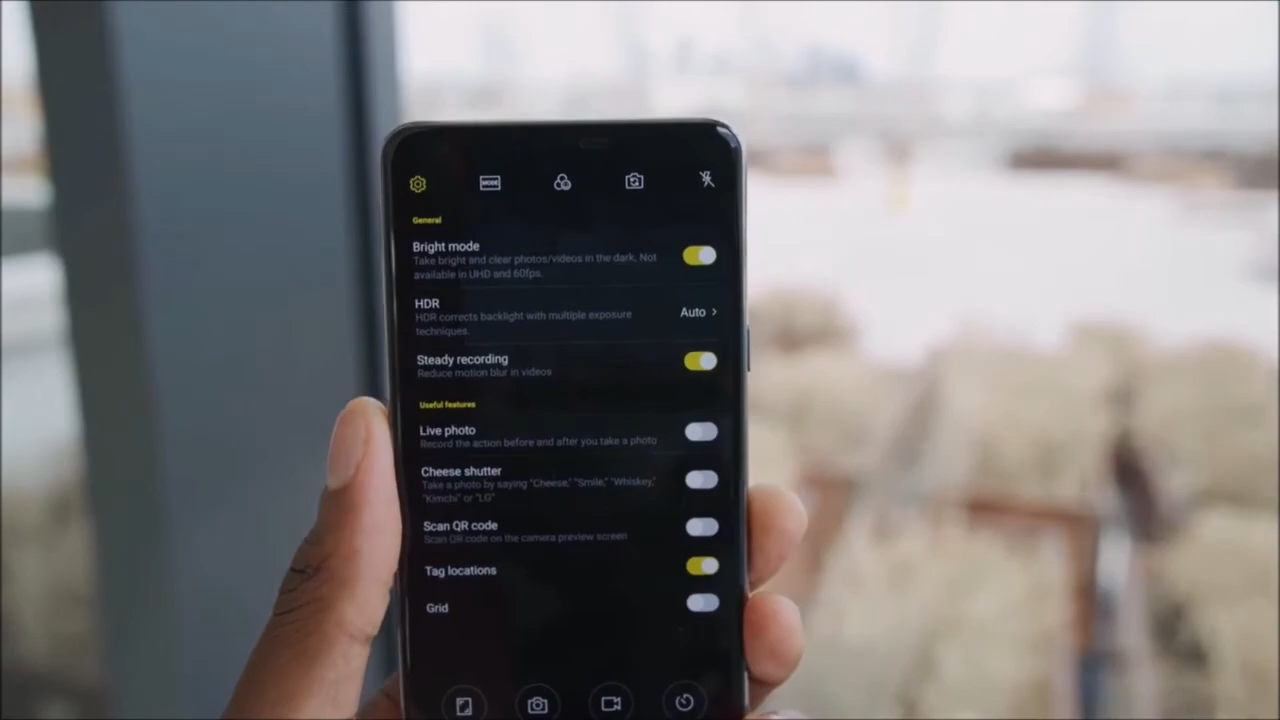 MODE
General
Bright mode
Take bright and clear photos/videos in the dark. Not
available in UHD and 60fps.
HDR
HDR corrects backlight with multiple exposure
techniques.
Auto >
Steady recording
Reduce motion blur in videos
Useful features
Live photo
Record the action before and after you take a photo
Cheese shutter
Take a photo by saying "Cheese," "Smile," "Whiskey,"
"Kimchi" or "LG"
Scan QR code
Scan QR code on the camera preview screen
Tag locations
Grid